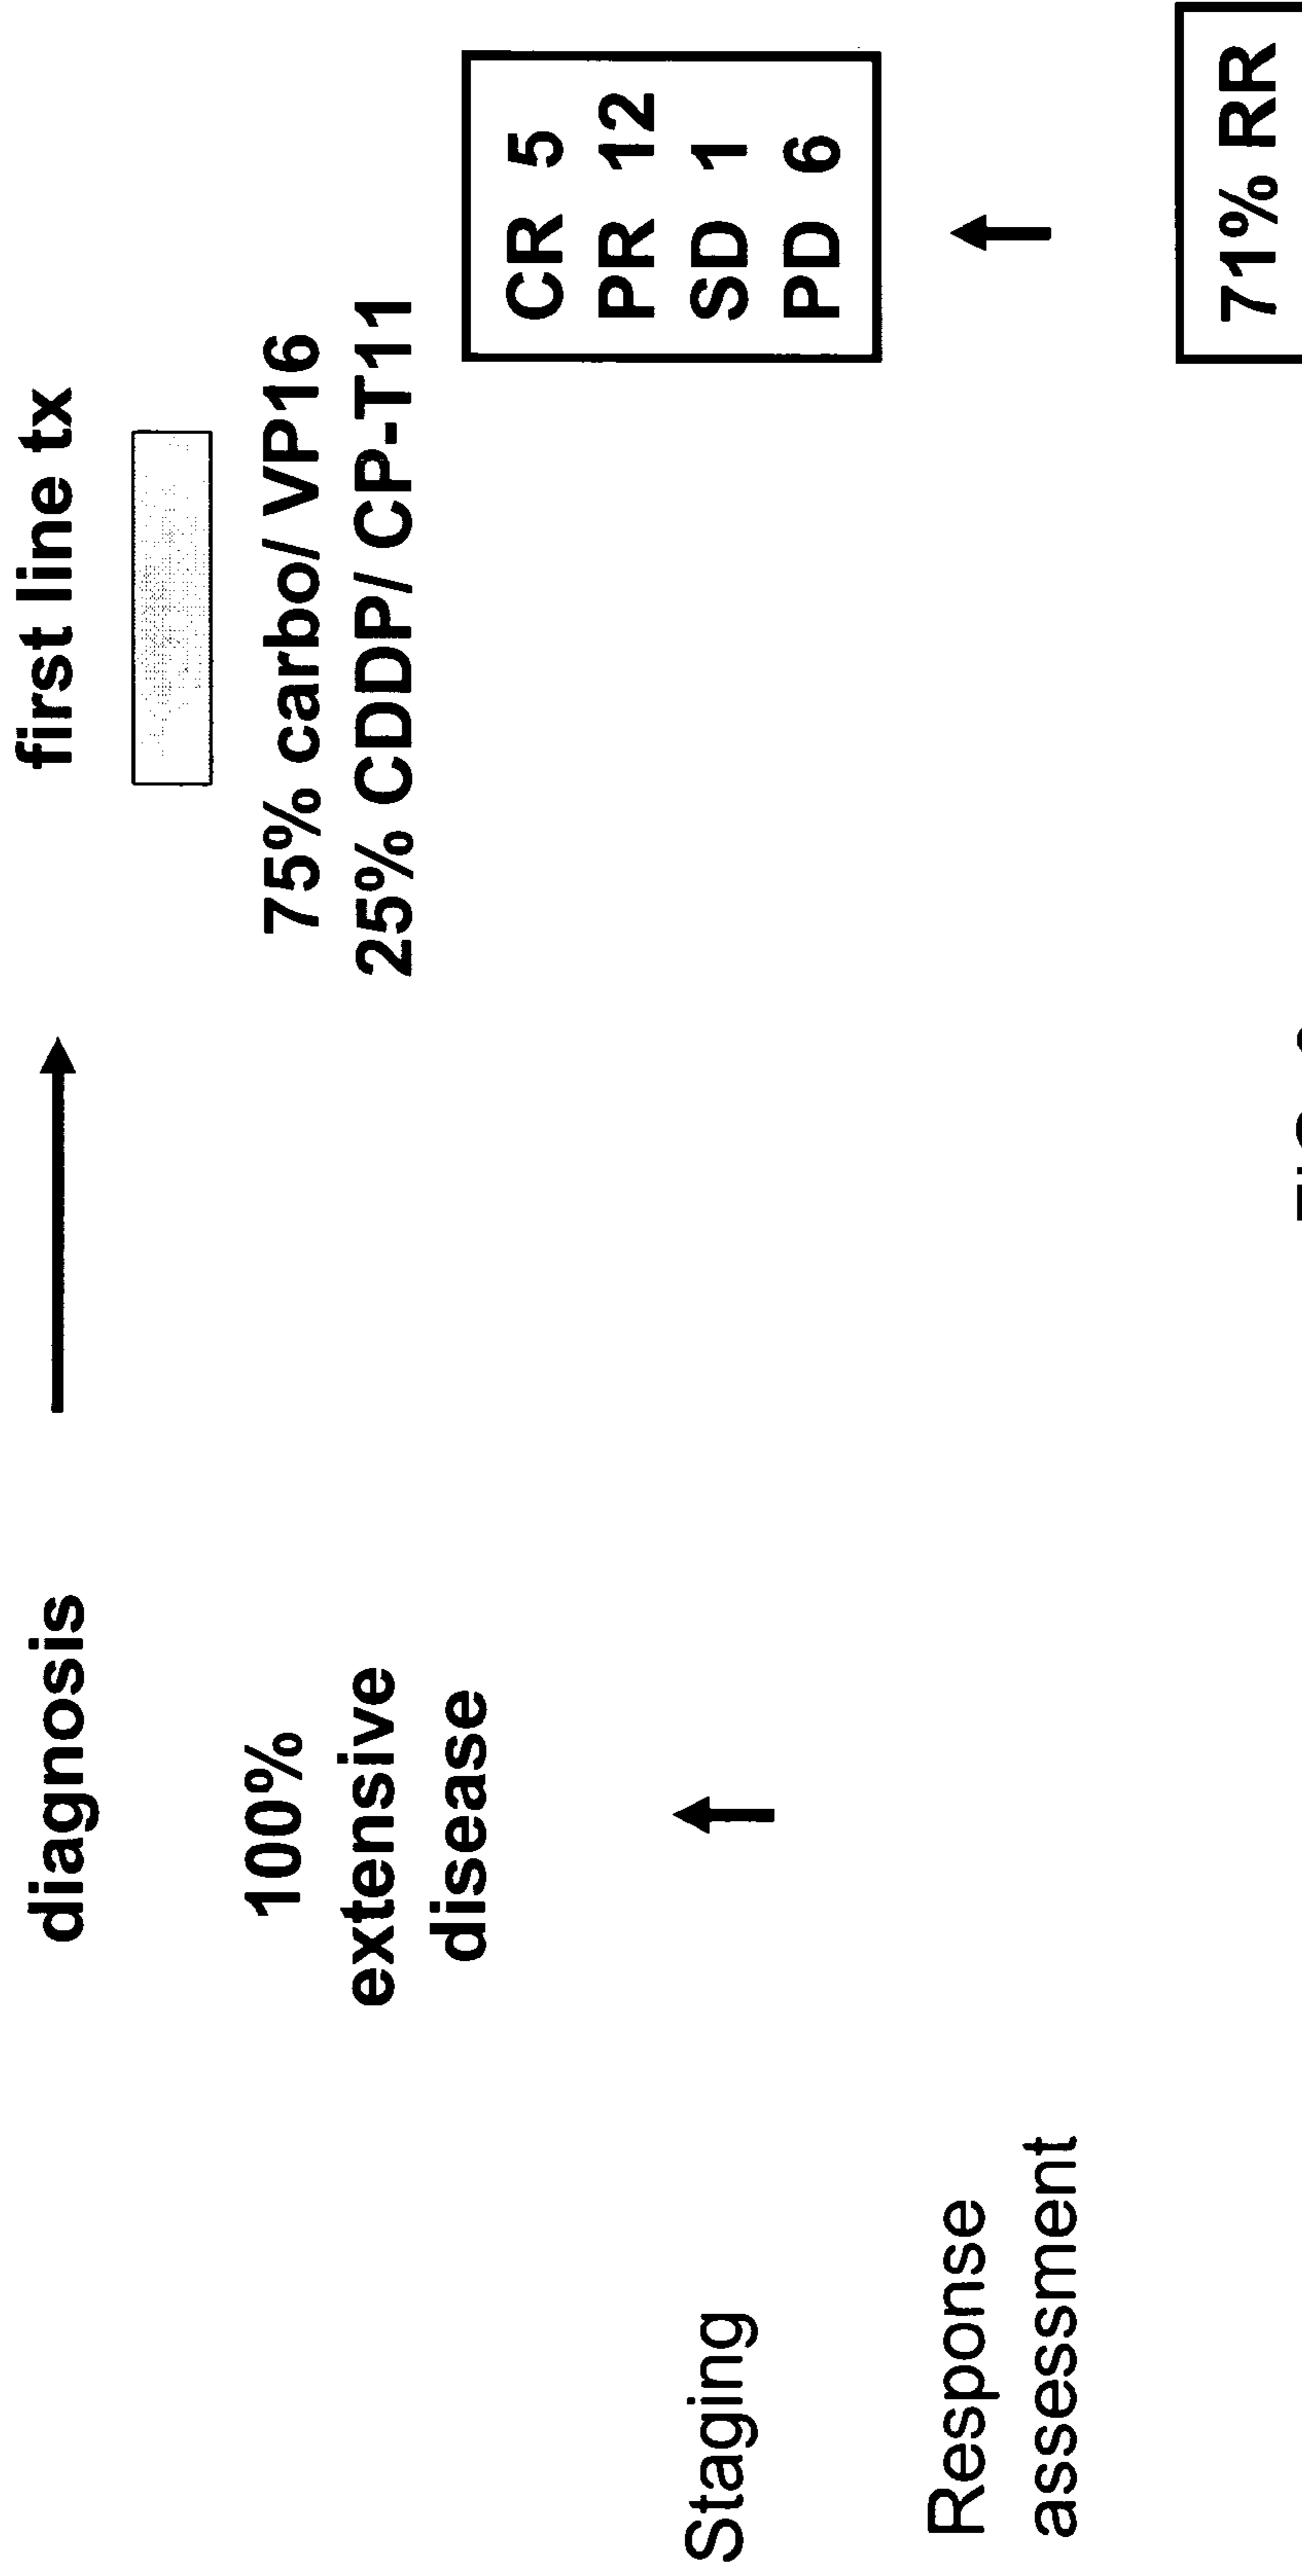 diagnosis
first line tx
100%
extensive
disease
75% carbo/ VP16
25% CDDP/ CP-T11
CR 5
PR 12
SD 1
PD 6
Staging
Response
assessment
71% RR